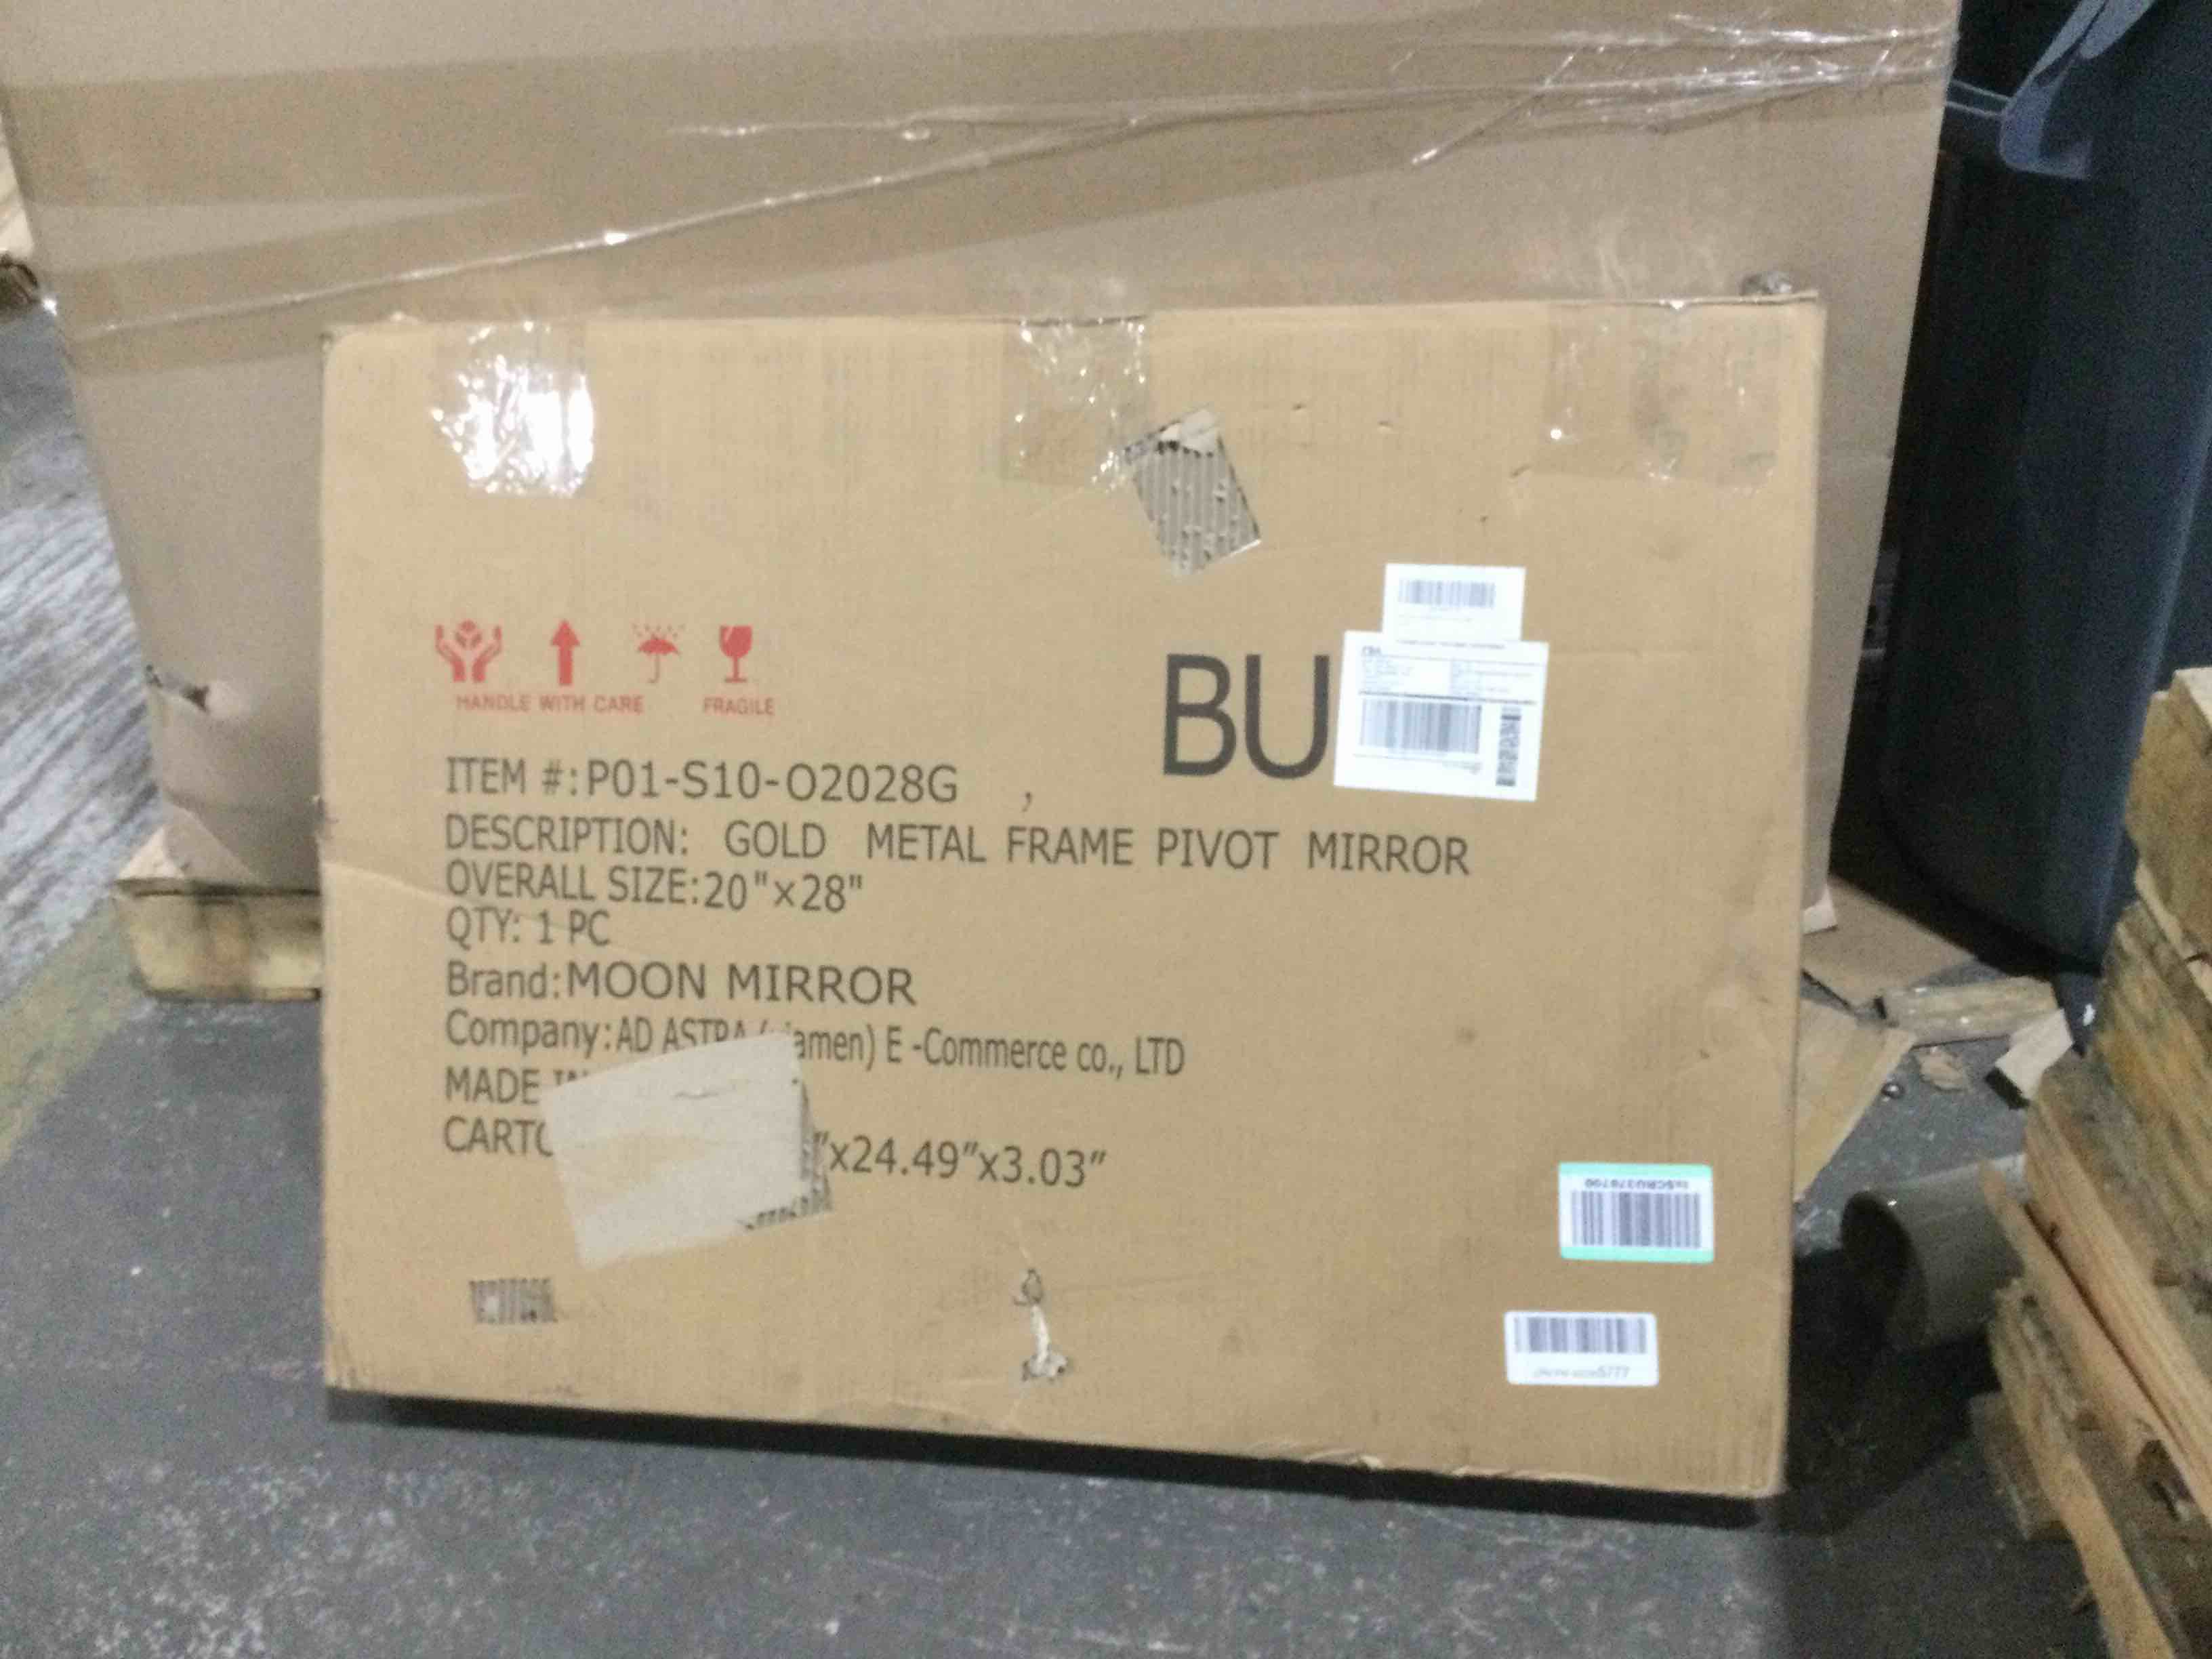 HANDLE WITH CARE FRAGILE
BU
ITEM #:P01-S10-O2028G ,
DESCRIPTION: GOLD METAL FRAME PIVOT MIRROR
OVERALL SIZE:20"x28"
QTY: 1 PC
Brand:MOON MIRROR
Company:AD ASTRA amen) E -Commerce co., LTD
MADE
CARTO "x24.49"x3.03"